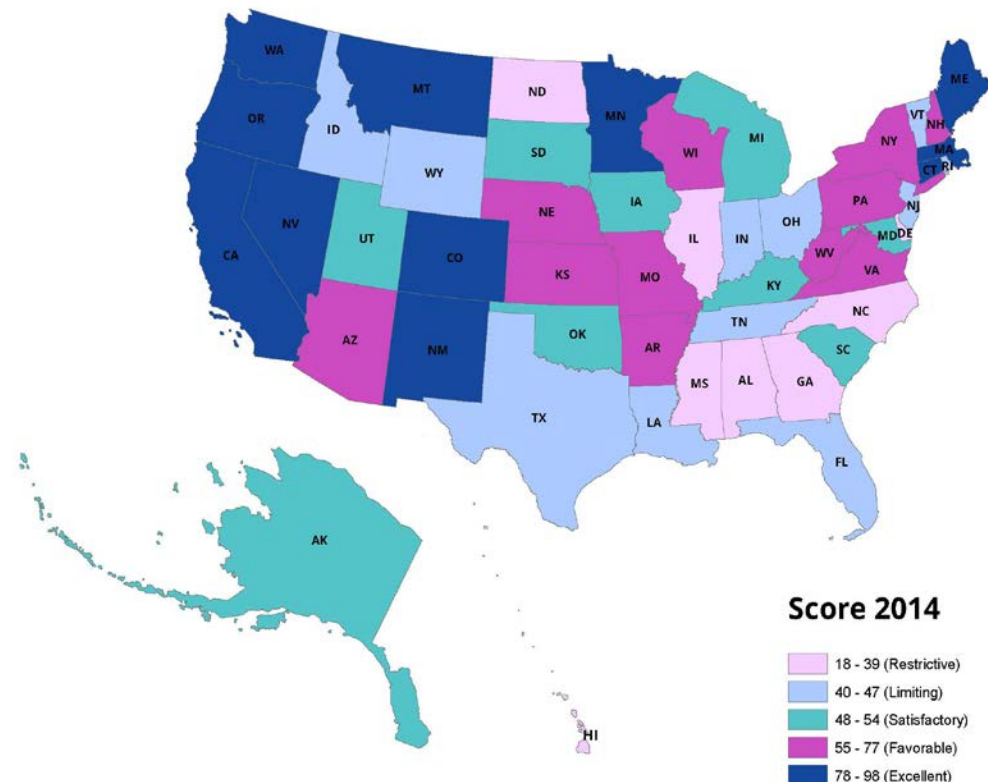 WA
MT
ND
MN
ME
OR
ID
SD
WI
MI
VT
NH
NY
MA
CT
RI
WY
NE
IA
PA
NJ
NV
UT
CO
IL
IN
OH
MD
DE
CA
KS
MO
WV
VA
KY
AZ
NM
OK
AR
TN
NC
SC
MS
AL
GA
TX
LA
FL
AK
HI
Score 2014
18 - 39 (Restrictive)
40 - 47 (Limiting)
48 - 54 (Satisfactory)
55 - 77 (Favorable)
78 - 98 (Excellent)